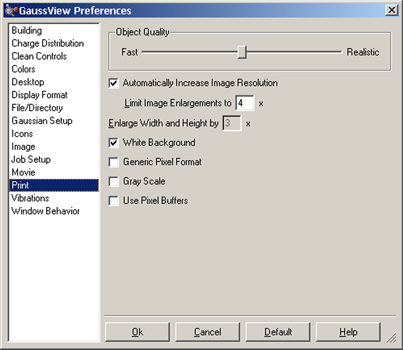 GaussView Preferences
Building
Charge Distribution
Clean Controls
Colors
Desktop
Display Format
File/Directory
Gaussian Setup
Icons
Image
Job Setup
Movie
Print
Vibrations
Window Behavior
Object Quality
Fast
Realistic
Automatically Increase Image Resolution
Limit Image Enlargements to 4 x
Enlarge Width and Height by 3 x
White Background
Generic Pixel Format
Gray Scale
Use Pixel Buffers
Ok
Cancel
Default
Help